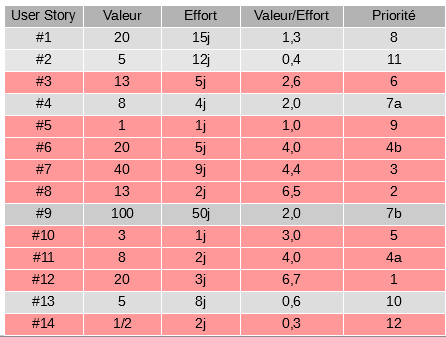 User Story Valeur Effort Valeur/Effort Priorité
#1 20 15j 1,3 8
#2 5 12j 0,4 11
#3 13 5j 2,6 6
#4 8 4j 2,0 7a
#5 1 1j 1,0 9
#6 20 5j 4,0 4b
#7 40 9j 4,4 3
#8 13 2j 6,5 2
#9 100 50j 2,0 7b
#10 3 1j 3,0 5
#11 8 2j 4,0 4a
#12 20 3j 6,7 1
#13 5 8j 0,6 10
#14 1/2 2j 0,3 12